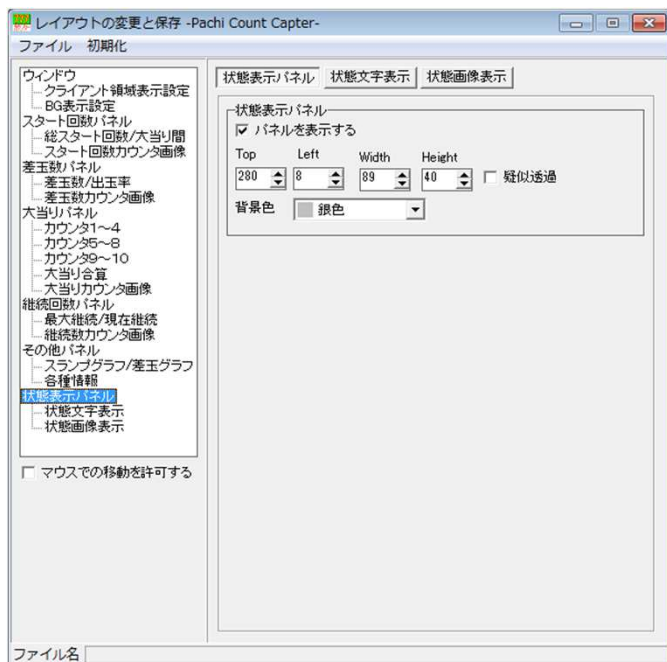 レイアウトの変更と保存 -Pachi Count Capter-
ファイル 初期化
ウィンドウ
クライアント領域表示設定
BG表示設定
スタート回数パネル
総スタート回数/大当り間
スタート回数カウンタ画像
差玉数パネル
差玉数/出玉率
差玉数カウンタ画像
大当りパネル
カウンタ1～4
カウンタ5～8
カウンタ9～10
大当り合算
大当りカウンタ画像
継続回数パネル
最大継続/現在継続
継続数カウンタ画像
その他パネル
スランプグラフ/差玉グラフ
各種情報
状態表示パネル
状態文字表示
状態画像表示
マウスでの移動を許可する
状態表示パネル 状態文字表示 状態画像表示
状態表示パネル
パネルを表示する
Top Left Width Height
280 8 89 40 疑似透過
背景色 銀色
ファイル名